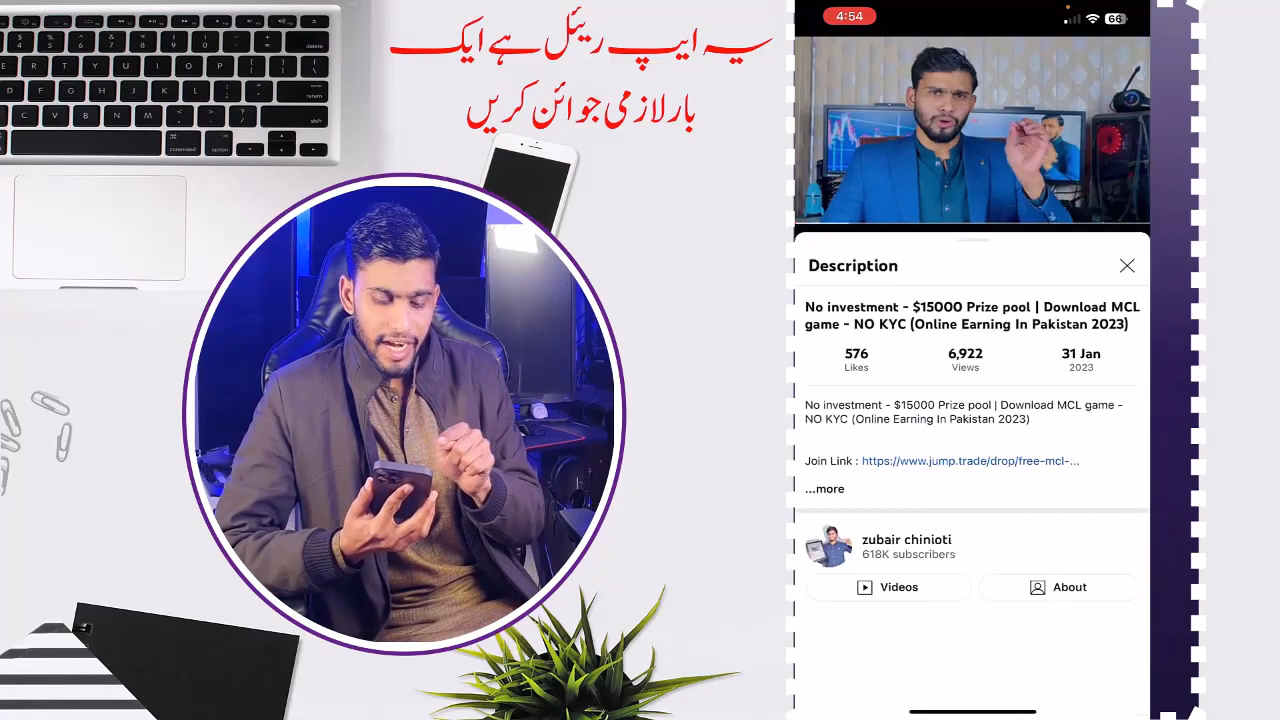 یہ ایپ ریئل ہے ایک
بار لازمی جوائن کریں
4:54
66
Description
No investment - $15000 Prize pool | Download MCL
game - NO KYC (Online Earning In Pakistan 2023)
576
6,922
31 Jan
Likes
Views
2023
No investment - $15000 Prize pool | Download MCL game -
NO KYC (Online Earning In Pakistan 2023)
Join Link : https://www.jump.trade/drop/free-mcl-...
...more
zubair chinioti
618K subscribers
Videos
About